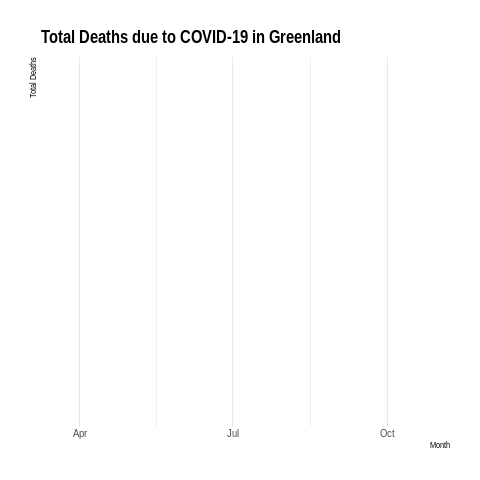 Total Deaths due to COVID-19 in Greenland
Total Deaths
Apr Jul Oct
Month